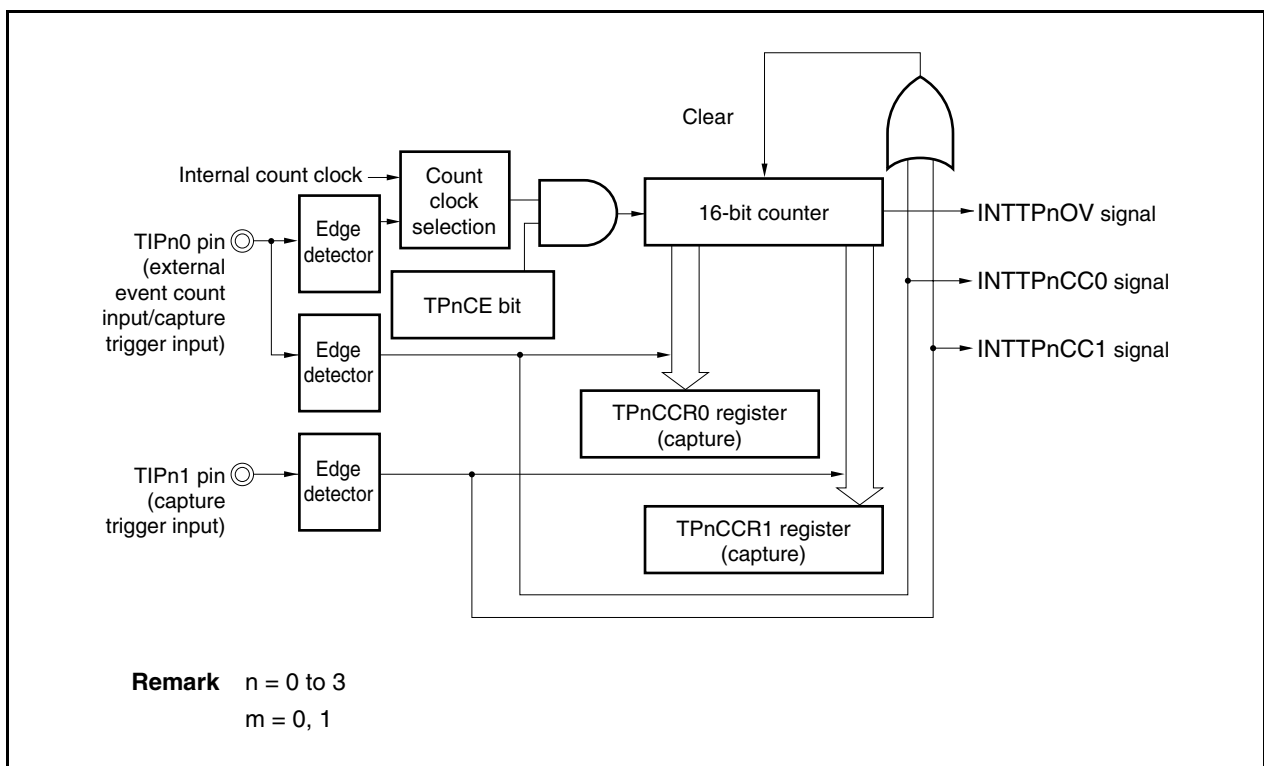 Clear
Internal count clock
Count
clock
selection
Edge
detector
16-bit counter
INTTPnOV signal
TIPn0 pin
(external
event count
input/capture
trigger input)
TPnCE bit
INTTPnCC0 signal
Edge
detector
INTTPnCC1 signal
TPnCCR0 register
(capture)
TIPn1 pin
(capture
trigger input)
Edge
detector
TPnCCR1 register
(capture)
Remark n = 0 to 3
m = 0, 1